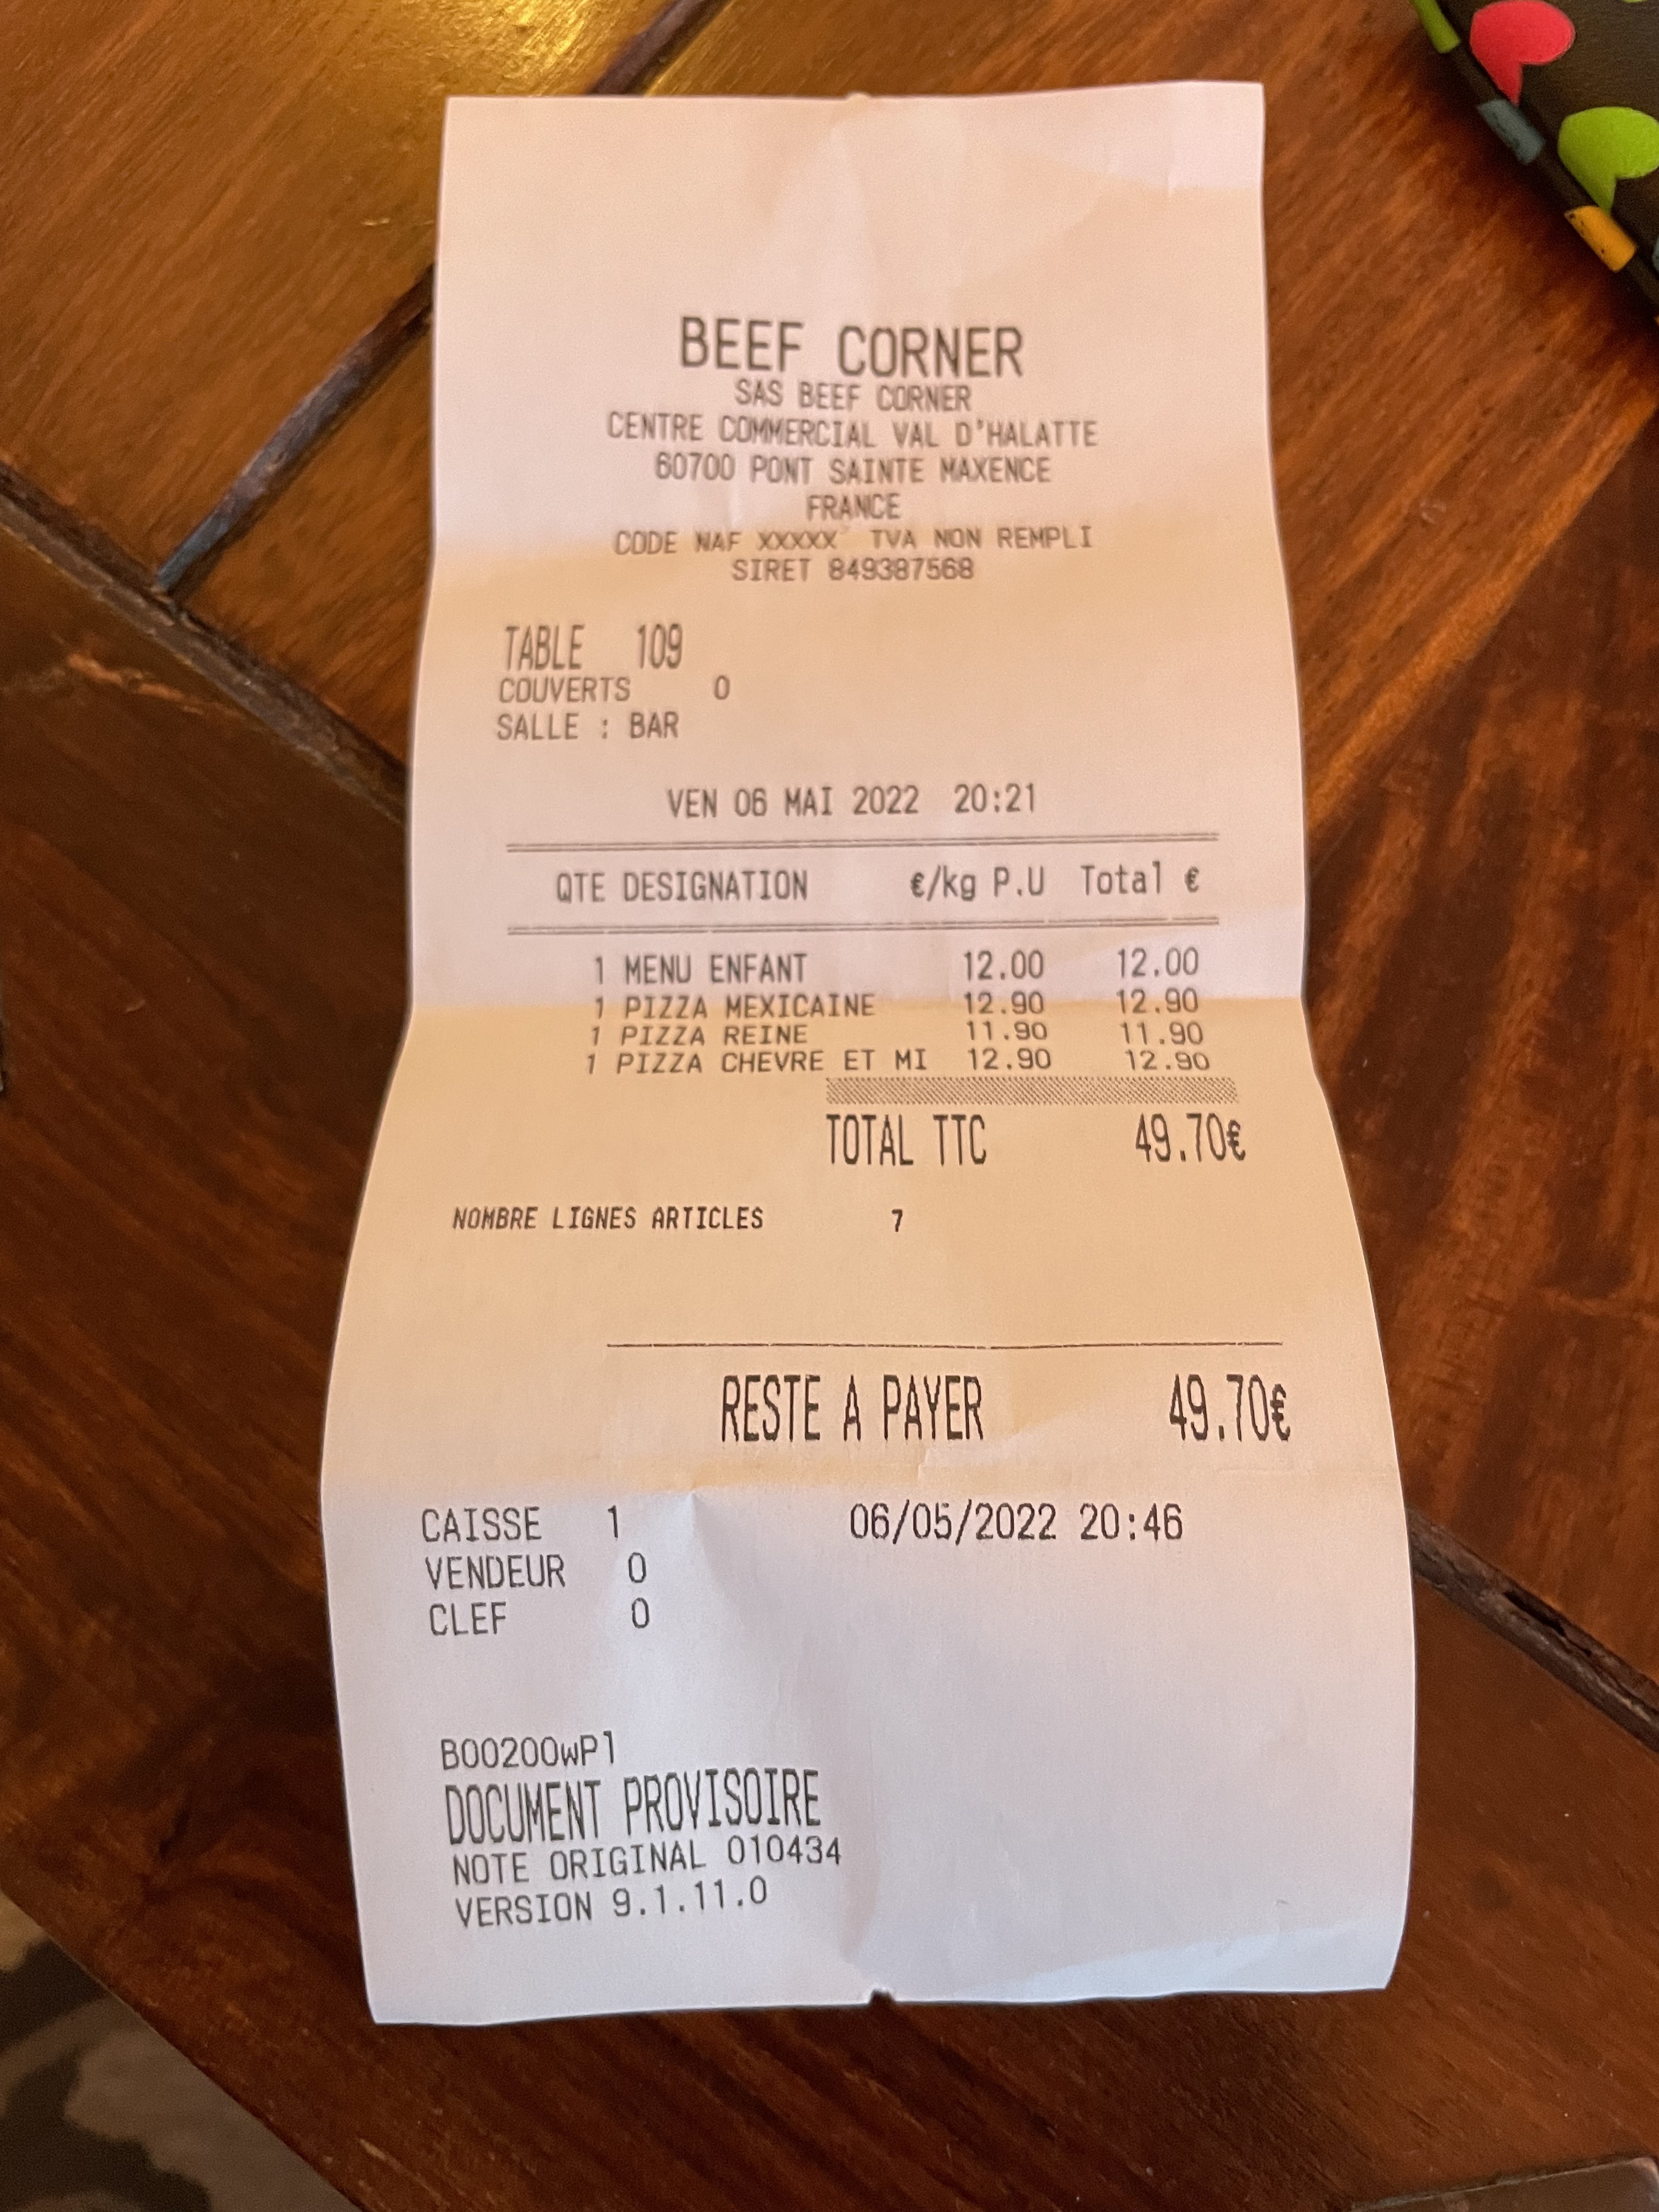 BEEF CORNER
SAS BEEF CORNER
CENTRE COMMERCIAL VAL D'HALATTE
60700 PONT SAINTE MAXENCE
FRANCE
CODE NAF XXXXX TVA NON REMPLI
SIRET 849387568
TABLE 109
COUVERTS 0
SALLE : BAR
VEN 06 MAI 2022 20:21
QTE DESIGNATION €/kg P.U Total €
1 MENU ENFANT 12.00 12.00
1 PIZZA MEXICAINE 12.90 12.90
1 PIZZA REINE 11.90 11.90
1 PIZZA CHEVRE ET MI 12.90 12.90
TOTAL TTC 49.70€
NOMBRE LIGNES ARTICLES 7
RESTE A PAYER 49.70€
CAISSE 1 06/05/2022 20:46
VENDEUR 0
CLEF 0
B00200wP1
DOCUMENT PROVISOIRE
NOTE ORIGINAL 010434
VERSION 9.1.11.0